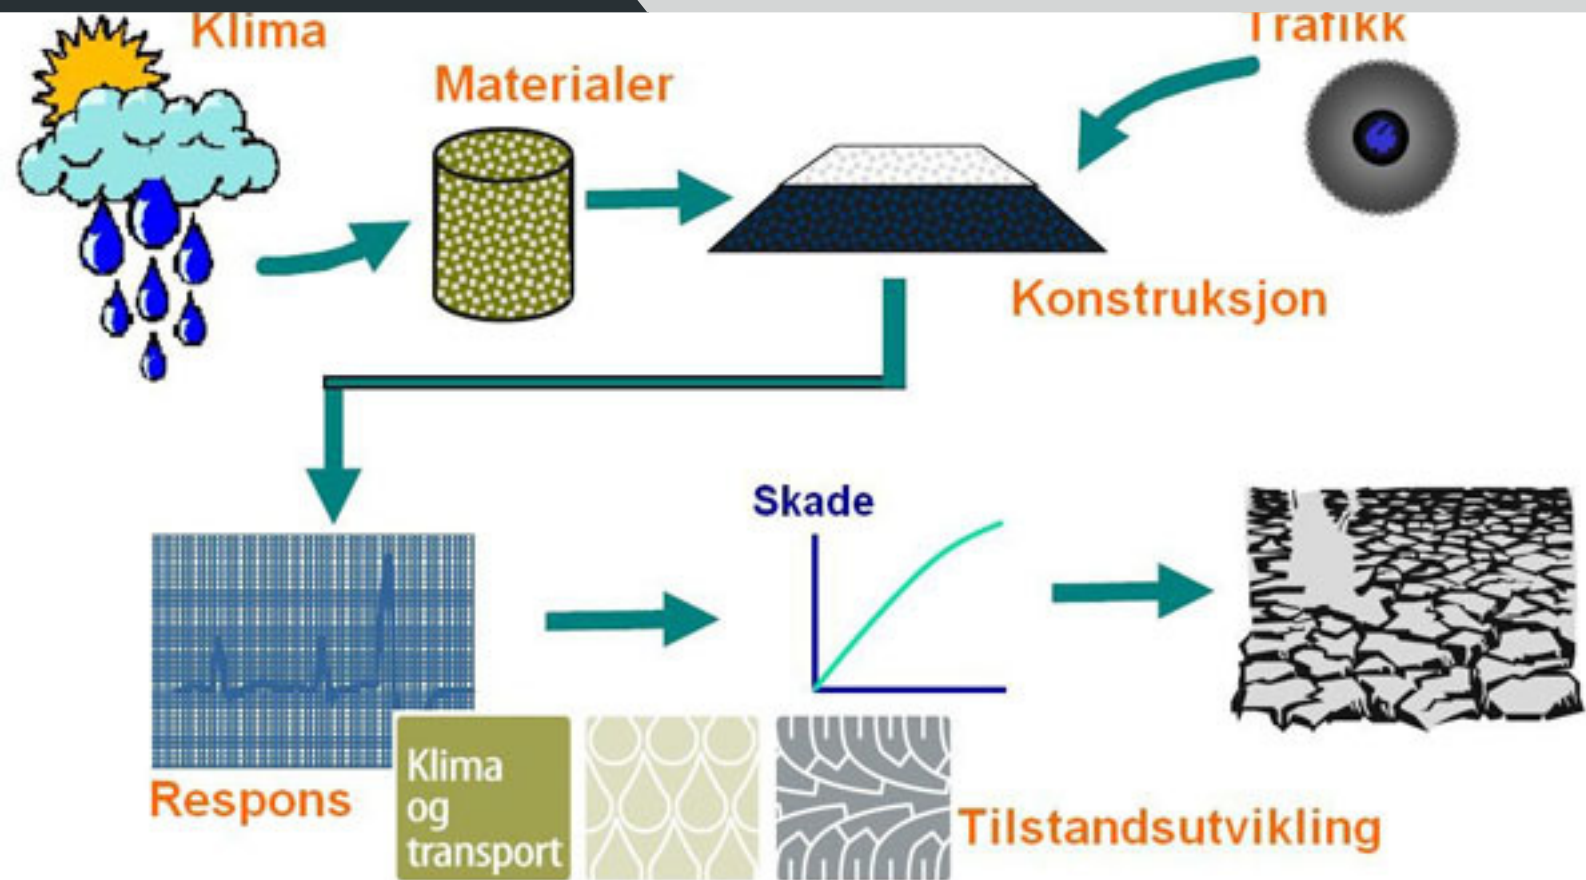 Klima
Trafikk
Materialer
Konstruksjon
Skade
Respons
Klima
og
transport
Tilstandsutvikling